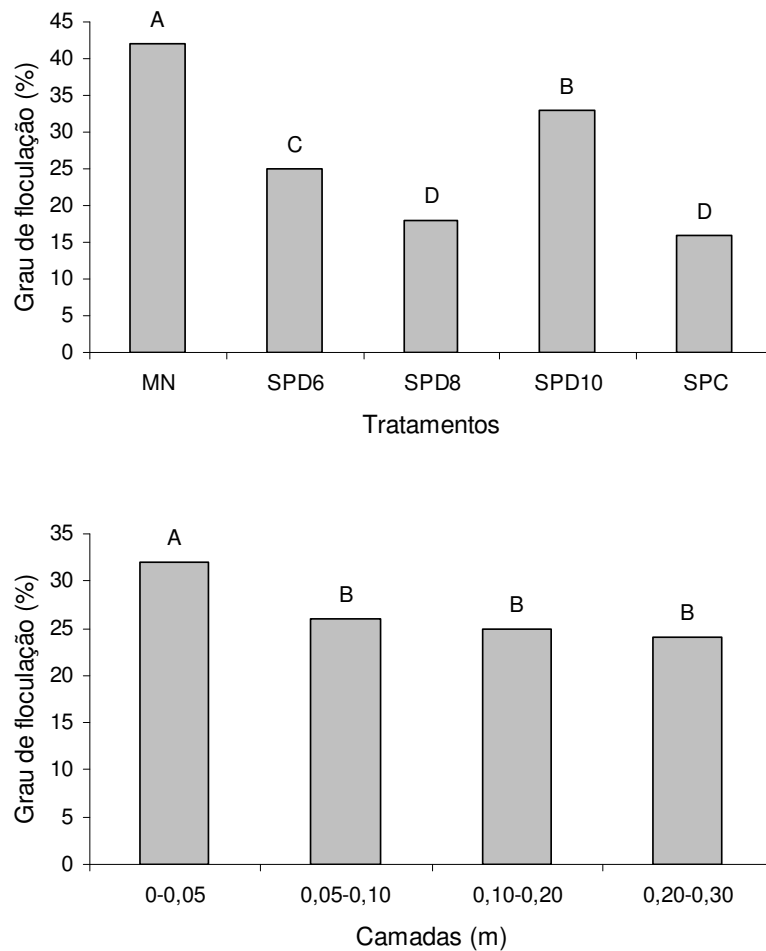 45
40
35
30
25
20
15
10
5
0
Grau de floculação (%)
A
C
D
B
D
MN SPD6 SPD8 SPD10 SPC
Tratamentos
35
30
25
20
15
10
5
0
Grau de floculação (%)
A
B
B
B
0-0,05 0,05-0,10 0,10-0,20 0,20-0,30
Camadas (m)